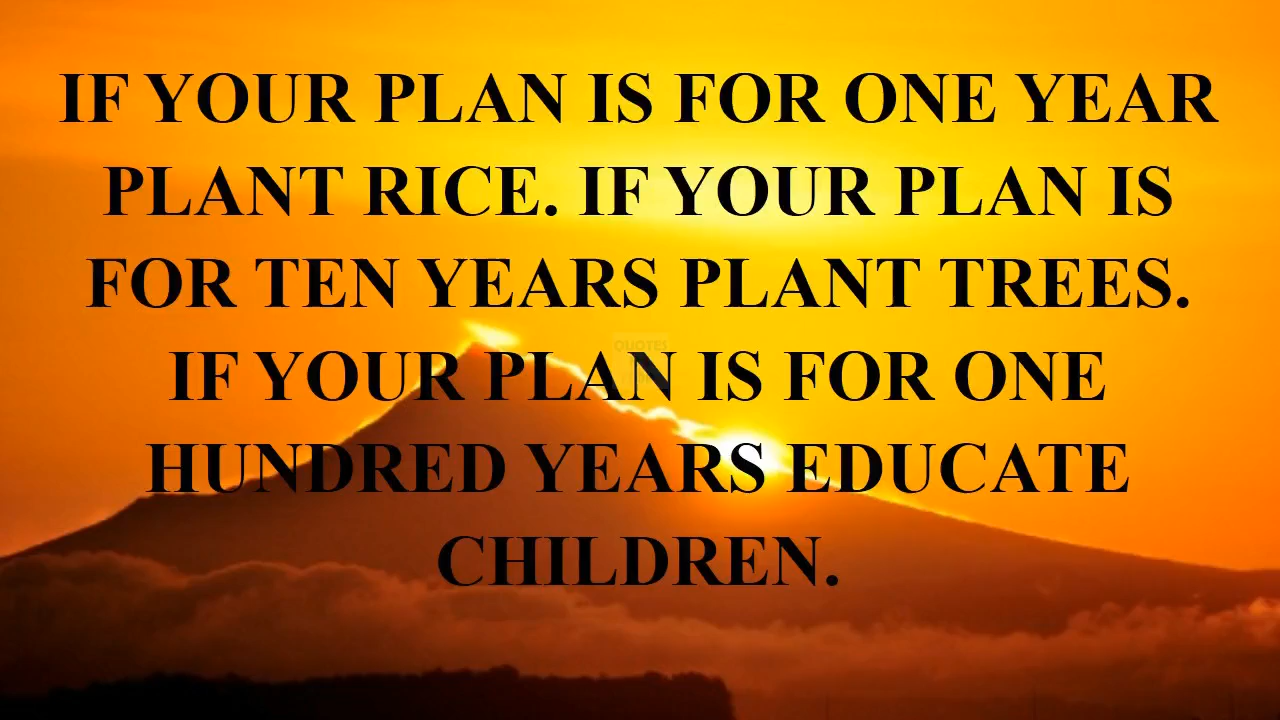 IF YOUR PLAN IS FOR ONE YEAR
PLANT RICE. IF YOUR PLAN IS
FOR TEN YEARS PLANT TREES.
QUOTES
IF YOUR PLAN IS FOR ONE
HUNDRED YEARS EDUCATE
CHILDREN.